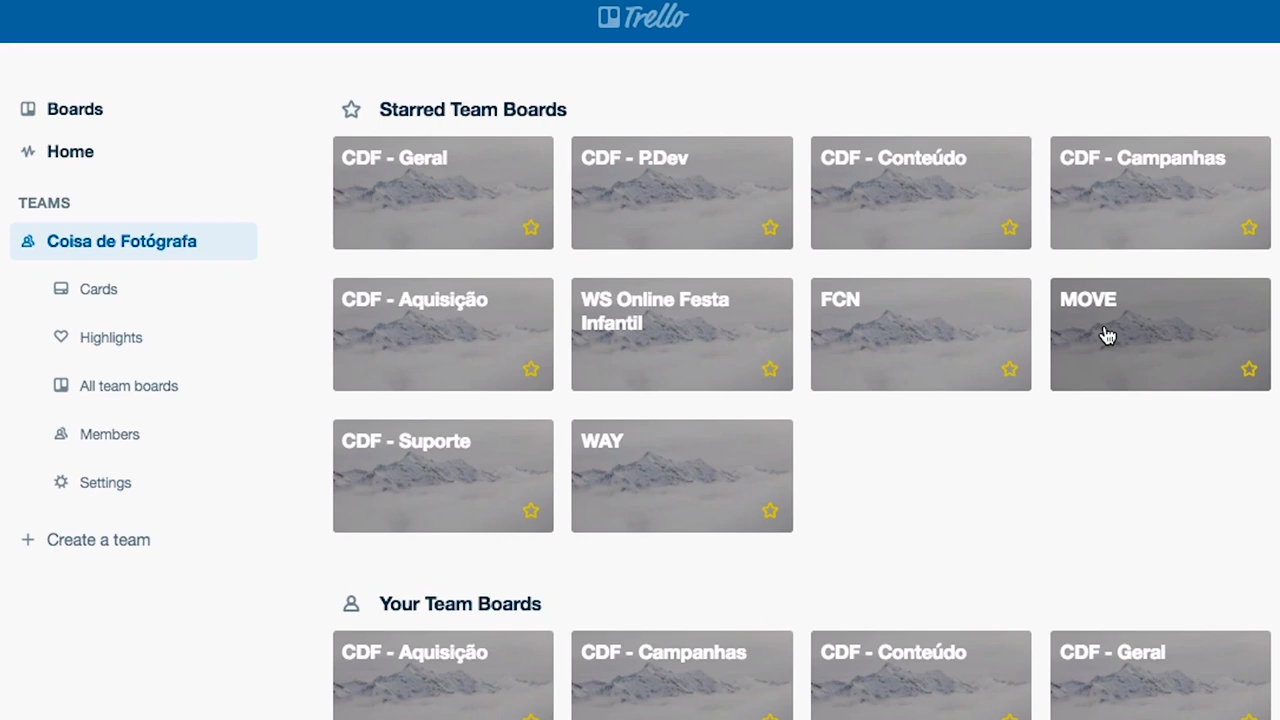 Trello
Boards
Home
TEAMS
Coisa de Fotógrafa
Cards
Highlights
All team boards
Members
Settings
Create a team
Starred Team Boards
CDF - Geral
CDF - P.Dev
CDF - Conteúdo
CDF - Campanhas
CDF - Aquisição
WS Online Festa
Infantil
FCN
MOVE
CDF - Suporte
WAY
Your Team Boards
CDF - Aquisição
CDF - Campanhas
CDF - Conteúdo
CDF - Geral